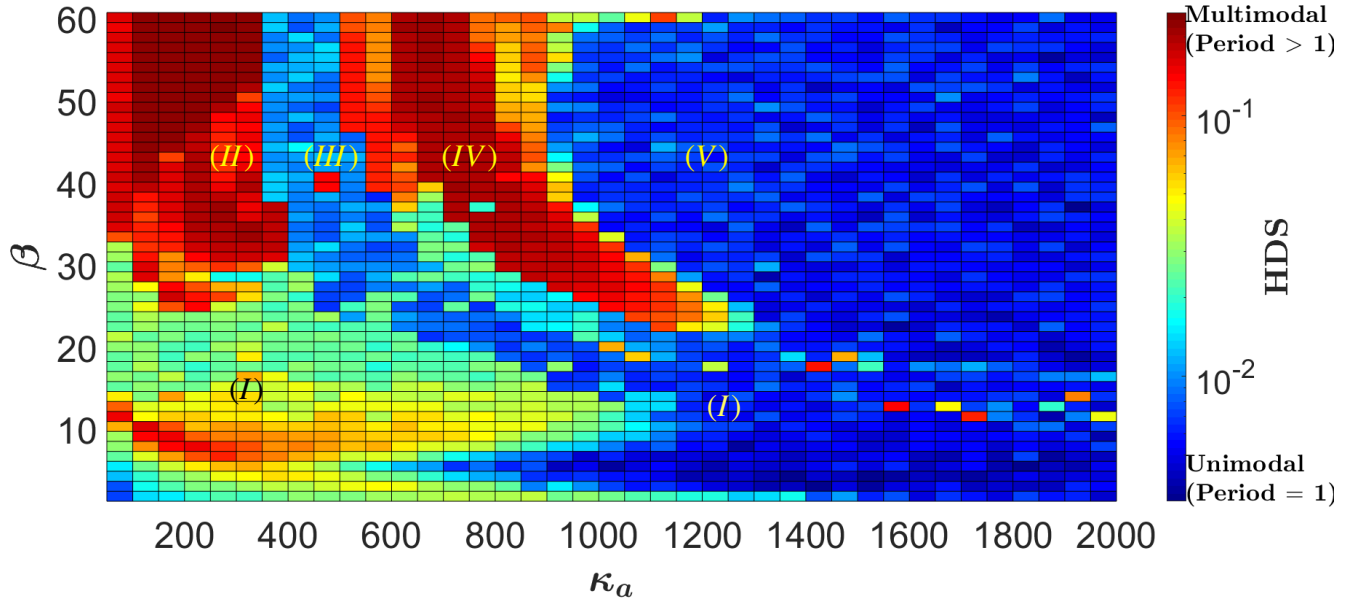 60
50
40
30
20
10
β
(II)
(III)
(IV)
(V)
(I)
(I)
200
400
600
800
1000
1200
1400
1600
1800
2000
κa
Multimodal
(Period > 1)
10-1
10-2
HDS
Unimodal
(Period = 1)